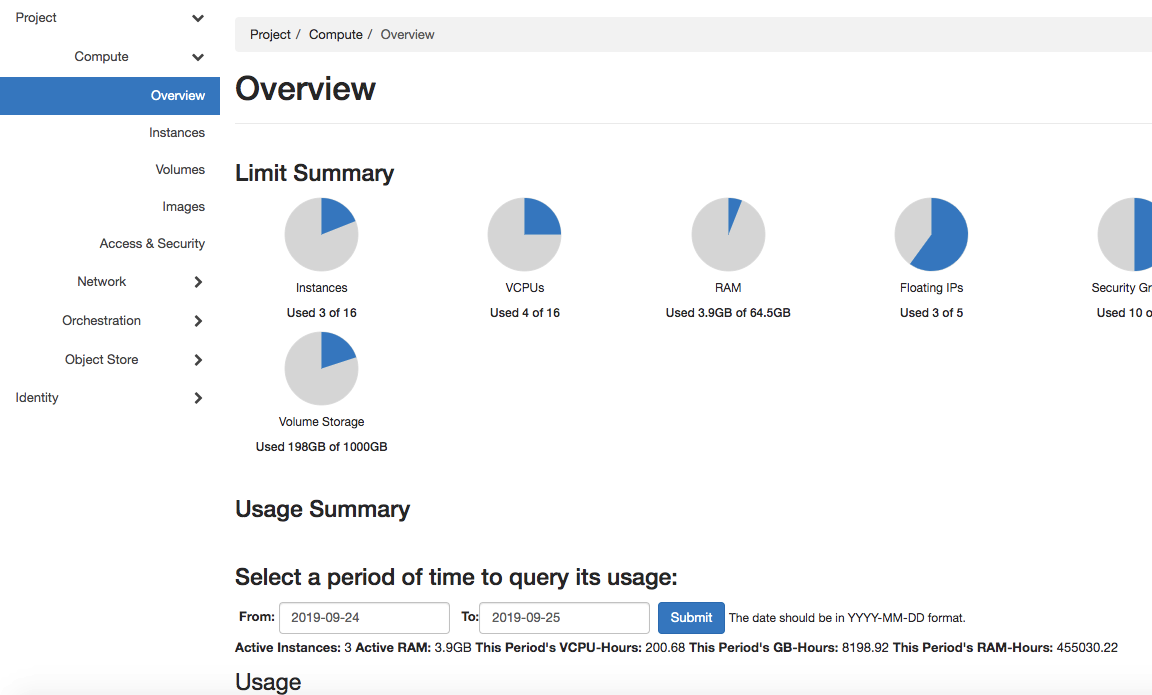 Project
Compute
Overview
Instances
Volumes
Images
Access & Security
Network
Orchestration
Object Store
Identity
Project / Compute / Overview
Overview
Limit Summary
Instances
Used 3 of 16
VCPUs
Used 4 of 16
RAM
Used 3.9GB of 64.5GB
Floating IPs
Used 3 of 5
Security
Used 10
Volume Storage
Used 198GB of 1000GB
Usage Summary
Select a period of time to query its usage:
From: 2019-09-24 To: 2019-09-25 Submit The date should be in YYYY-MM-DD format.
Active Instances: 3 Active RAM: 3.9GB This Period's VCPU-Hours: 200.68 This Period's GB-Hours: 8198.92 This Period's RAM-Hours: 455030.22
Usage